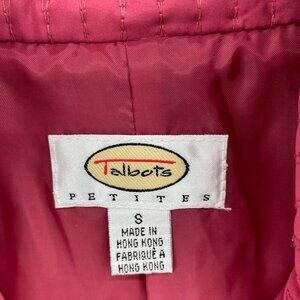 Talbots
PETITES
S
MADE IN
HONG KONG
FABRIQUÉ A
HONG KONG